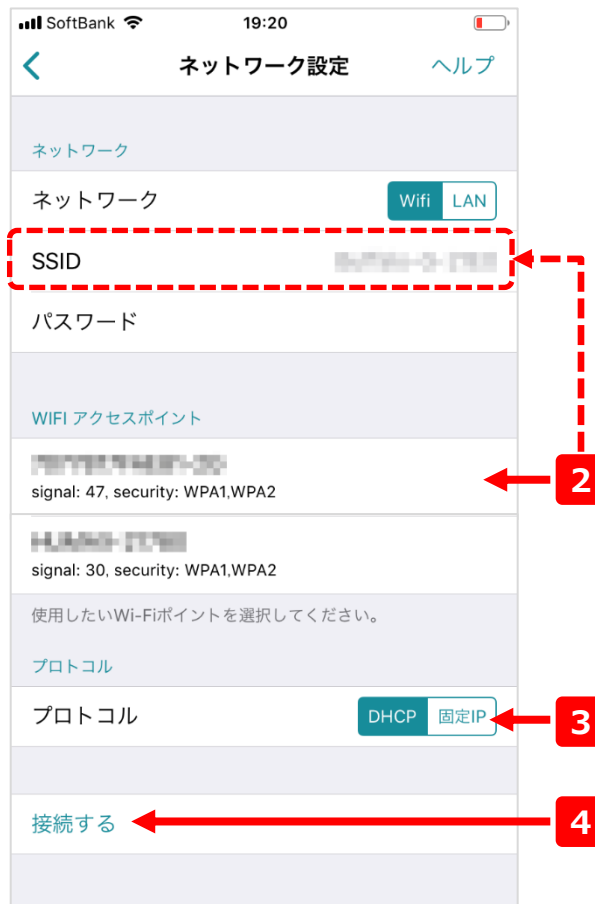 SoftBank 19:20
ネットワーク設定 ヘルプ
ネットワーク
ネットワーク Wifi LAN
SSID
パスワード
WIFI アクセスポイント
2
signal: 47, security: WPA1,WPA2
signal: 30, security: WPA1,WPA2
使用したいWi-Fiポイントを選択してください。
プロトコル
プロトコル DHCP 固定IP 3
接続する 4